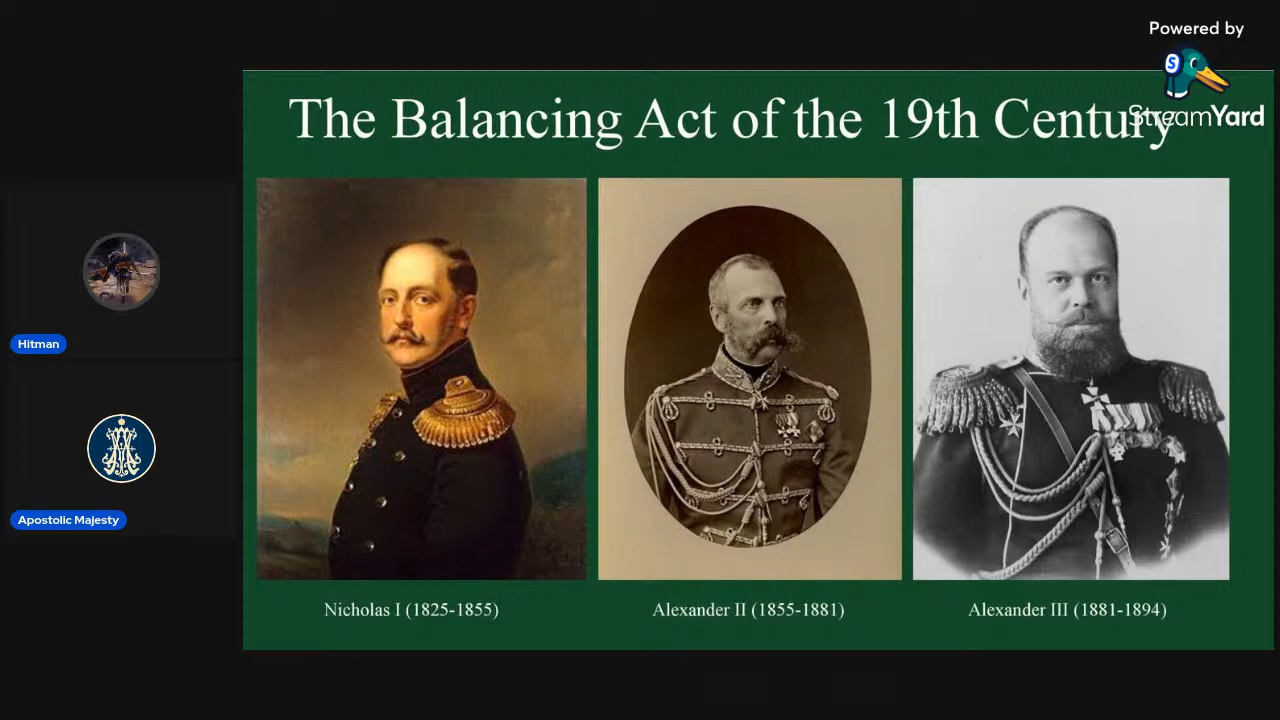 Powered by
StreamYard
The Balancing Act of the 19th Century
Hitman
Apostolic Majesty
Nicholas I (1825-1855)
Alexander II (1855-1881)
Alexander III (1881-1894)